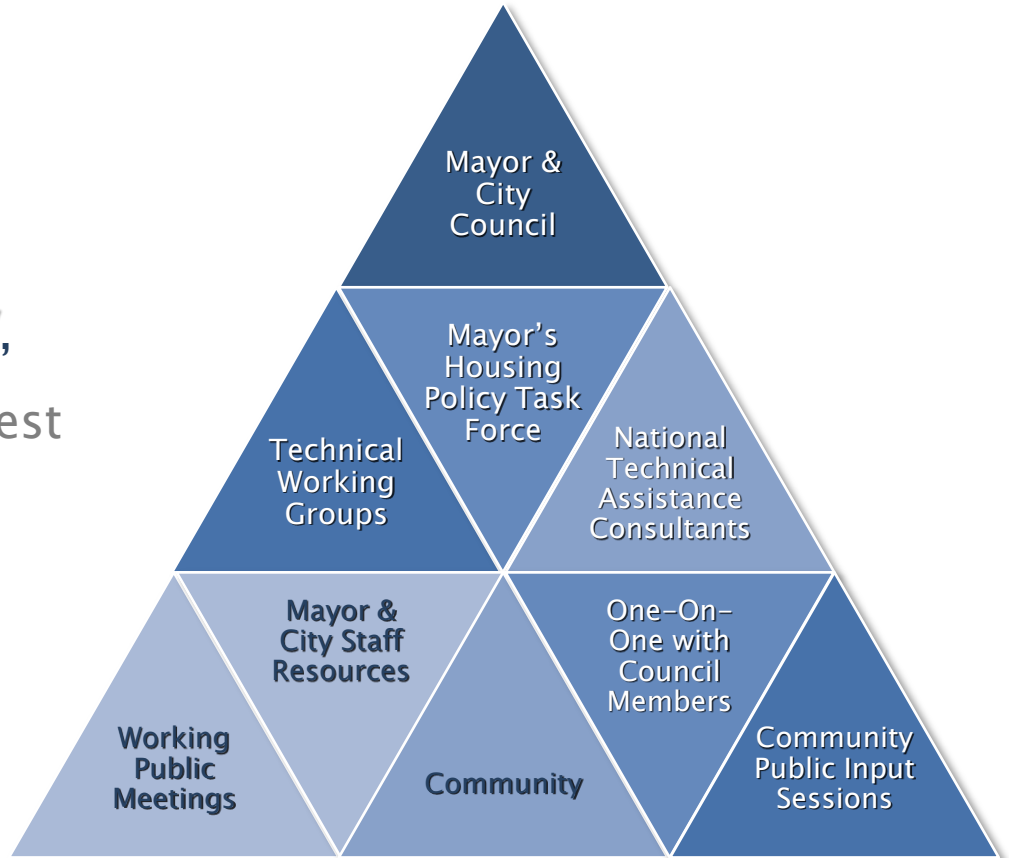 Mayor &
City
Council
Mayor's
Housing
Policy Task
Force
Technical
Working
Groups
National
Technical
Assistance
Consultants
Mayor &
City Staff
Resources
One-On-
One with
Council
Members
Working
Public
Meetings
Community
Community
Public Input
Sessions